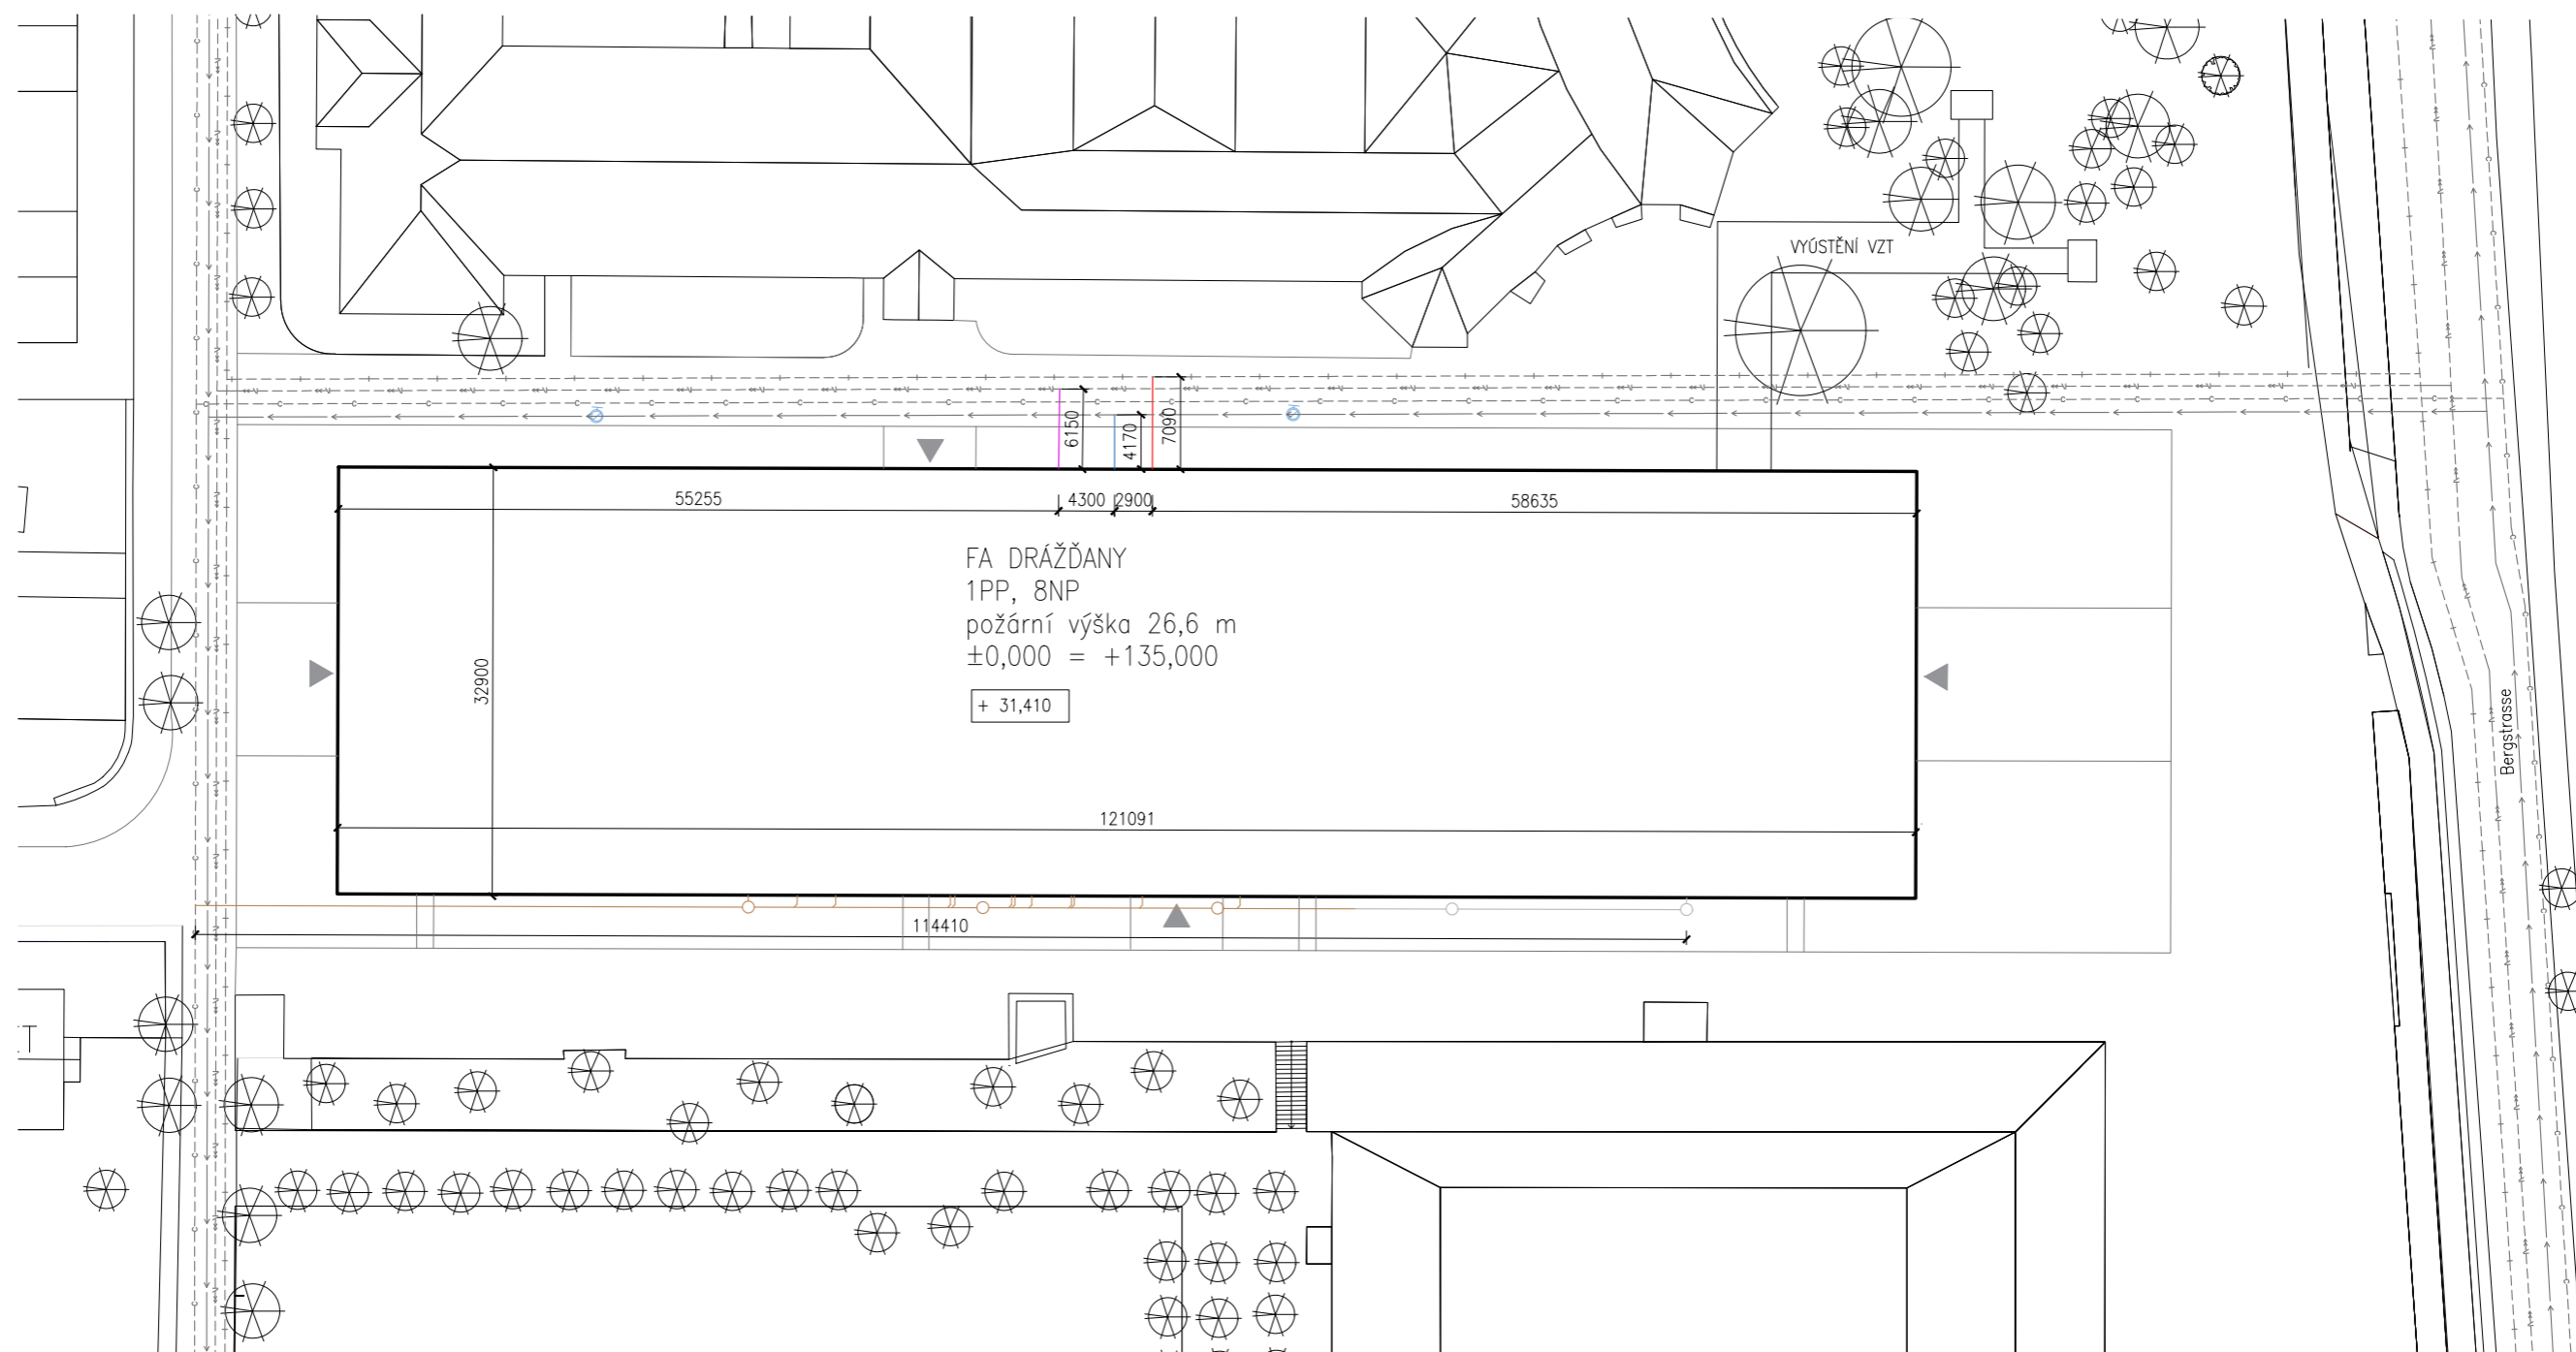 VYÚSTĚNÍ VZT
6150
4170
7090
55255
4300
2900
58635
FA DRÁŽĎANY
1PP, 8NP
požární výška 26,6 m
±0,000 = +135,000
+ 31,410
32900
Bergstrasse
121091
114410